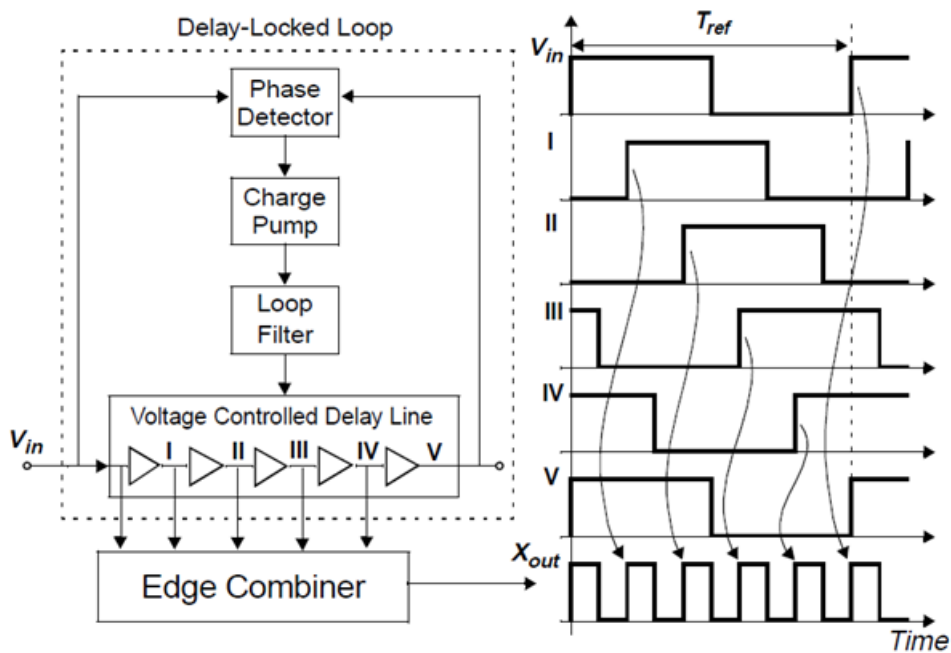 Delay-Locked Loop
Phase
Detector
Charge
Pump
Loop
Filter
Voltage Controlled Delay Line
V_in
I
II
III
IV
V
Edge Combiner
T_ref
V_in
I
II
III
IV
V
X_out
Time